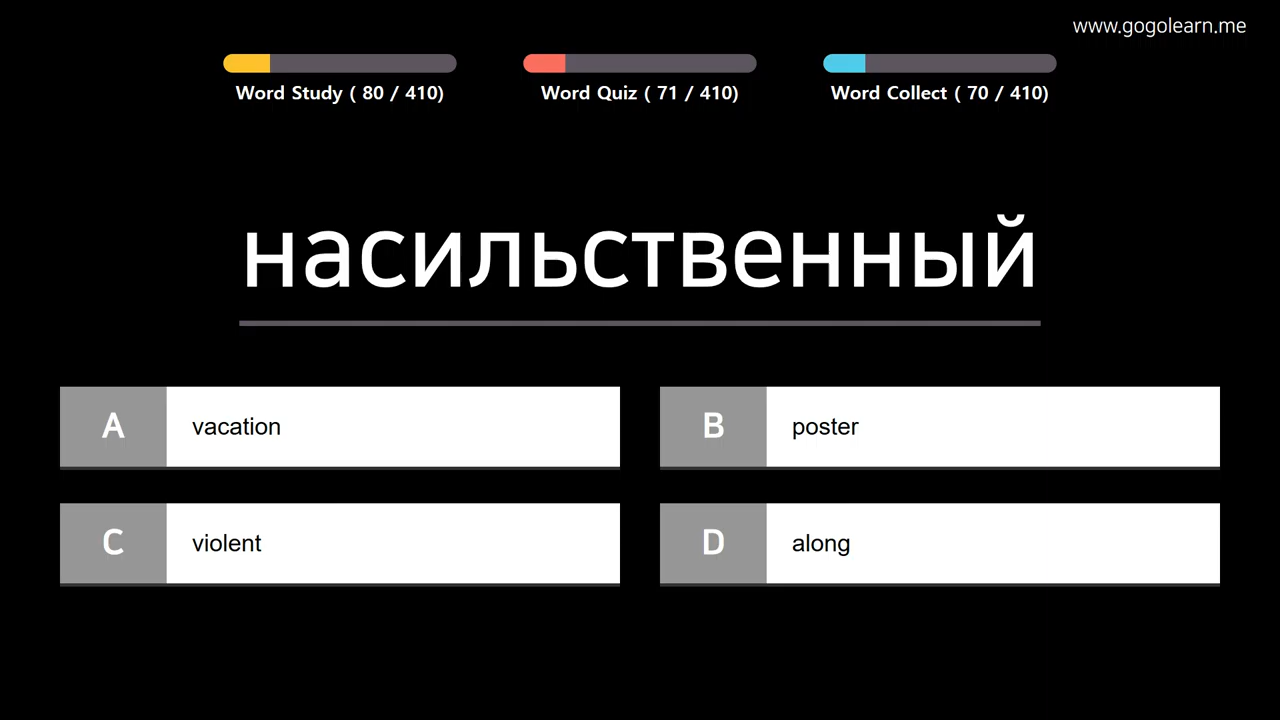 www.gogolearn.me
Word Study ( 80 / 410)
Word Quiz ( 71 / 410)
Word Collect ( 70 / 410)
насильственный
A vacation
B poster
C violent
D along